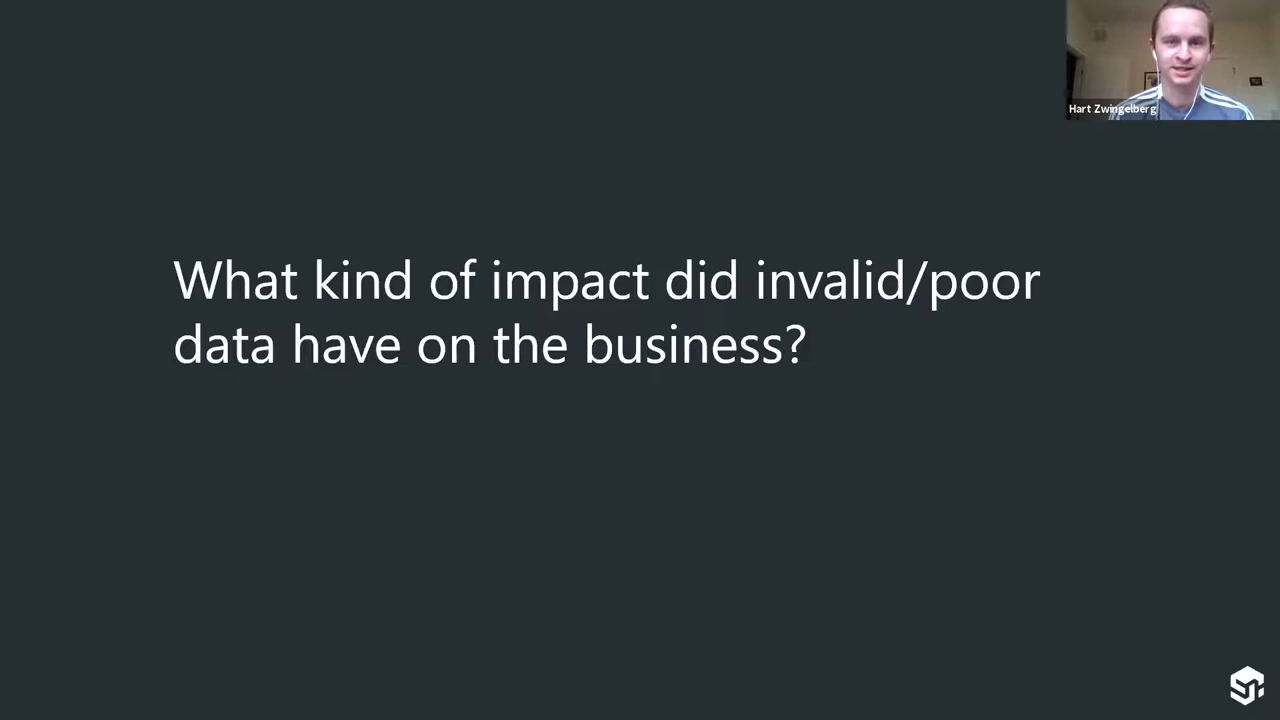 Hart Zwingelberg
What kind of impact did invalid/poor
data have on the business?